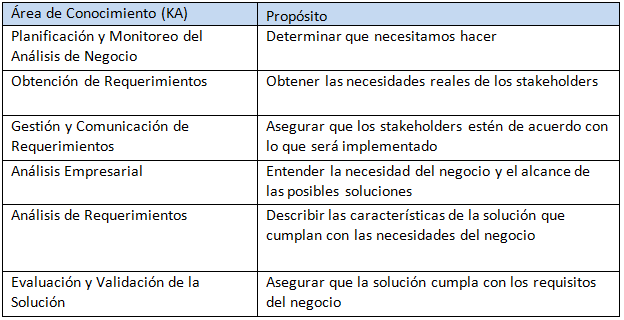 Área de Conocimiento (KA)
Propósito
Planificación y Monitoreo del
Análisis de Negocio
Determinar que necesitamos hacer
Obtención de Requerimientos
Obtener las necesidades reales de los stakeholders
Gestión y Comunicación de
Requerimientos
Asegurar que los stakeholders estén de acuerdo con
lo que será implementado
Análisis Empresarial
Entender la necesidad del negocio y el alcance de
las posibles soluciones
Análisis de Requerimientos
Describir las características de la solución que
cumplan con las necesidades del negocio
Evaluación y Validación de la
Solución
Asegurar que la solución cumpla con los requisitos
del negocio